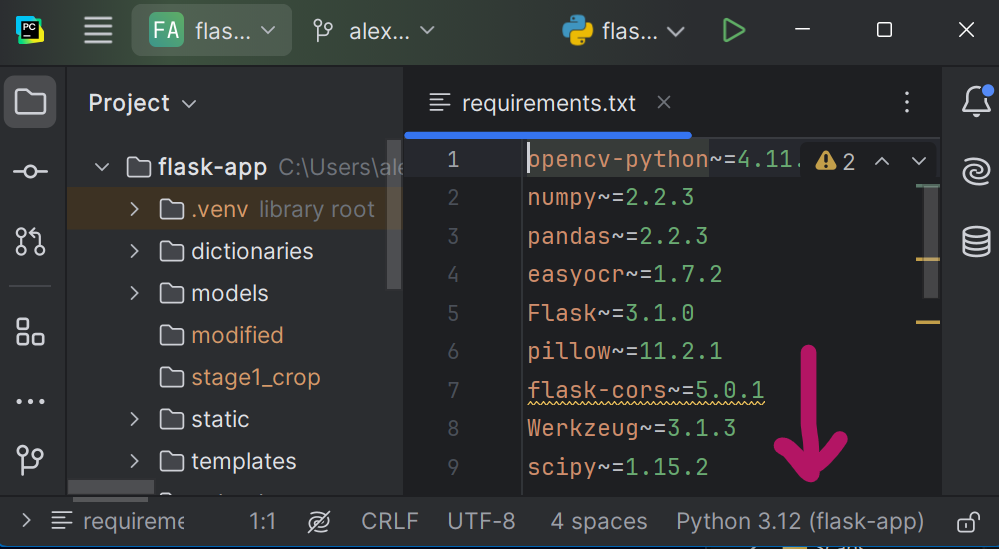 PC
FA flas... alex... flas...
Project
requirements.txt
flask-app C:\Users\ale
.venv library root
dictionaries
models
modified
stage1_crop
static
templates
1 opencv-python~=4.11. 2
2 numpy~=2.2.3
3 pandas~=2.2.3
4 easyocr~=1.7.2
5 Flask~=3.1.0
6 pillow~=11.2.1
7 flask-cors~=5.0.1
8 Werkzeug~=3.1.3
9 scipy~=1.15.2
requireme 1:1 CRLF UTF-8 4 spaces Python 3.12 (flask-app)